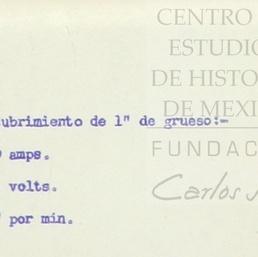 CENTRO
ESTUDIO
DE HISTO
DE MEXI
FUNDAC
Carlos
ubrimiento de 1" de grueso:-
amps.
volts.
por min.